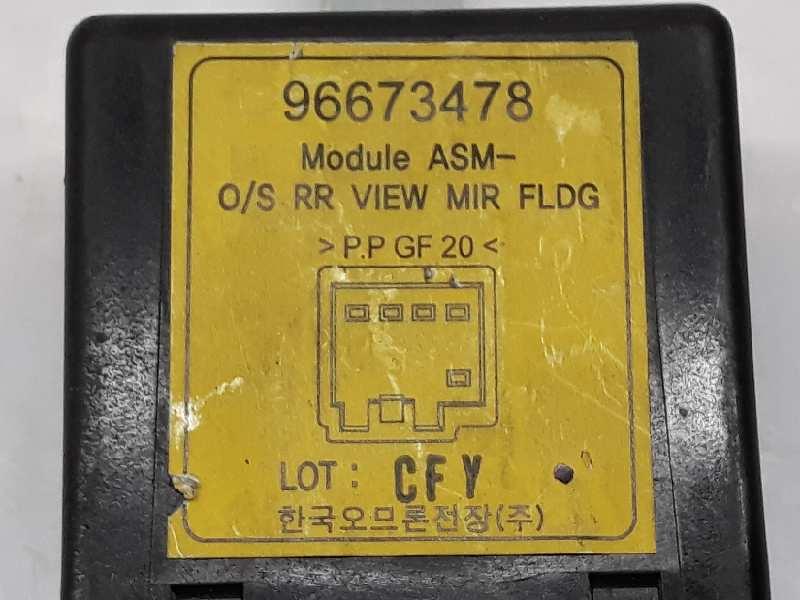 96673478
Module ASM-
O/S RR VIEW MIR FLDG
> P.P GF 20 <
LOT : CFY
한국오므론전장(주)